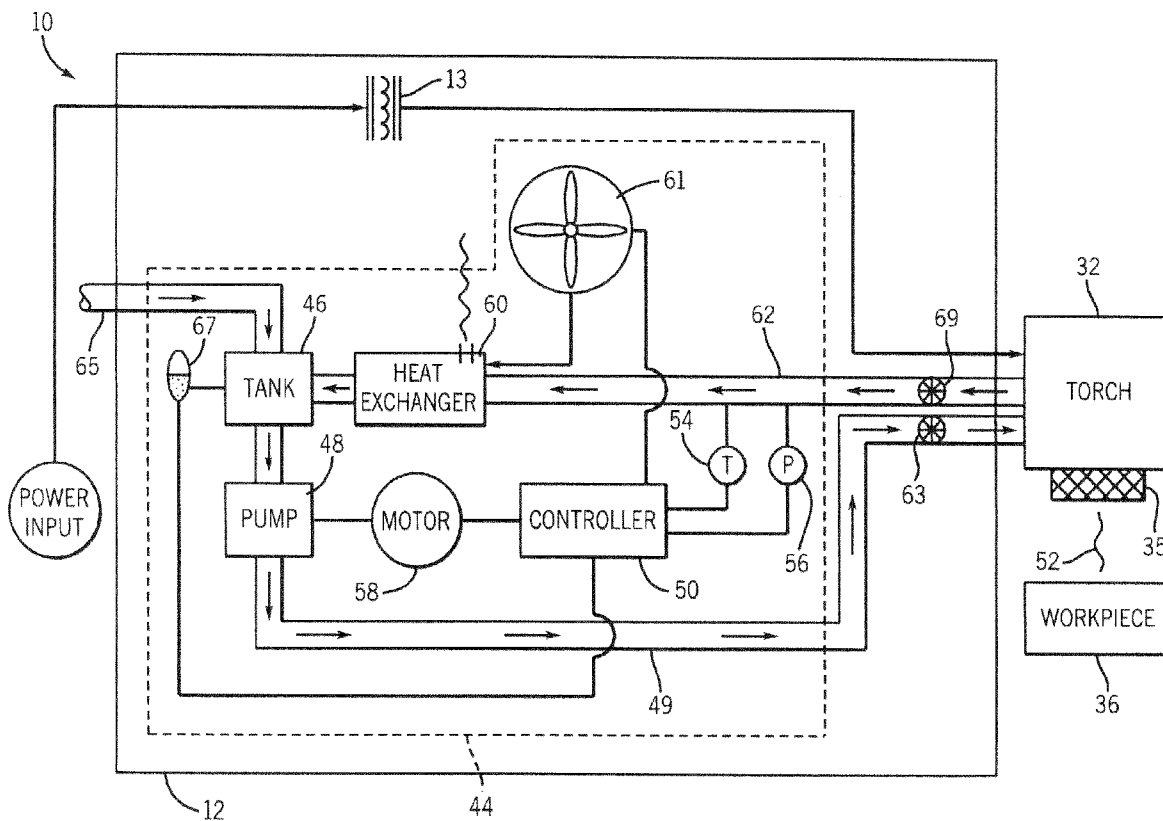 10
13
61
32
60
46
67
62
69
65
TANK
HEAT
EXCHANGER
TORCH
54
T
P
48
63
POWER
INPUT
PUMP
MOTOR
CONTROLLER
56
35
52
58
50
WORKPIECE
49
36
12
44